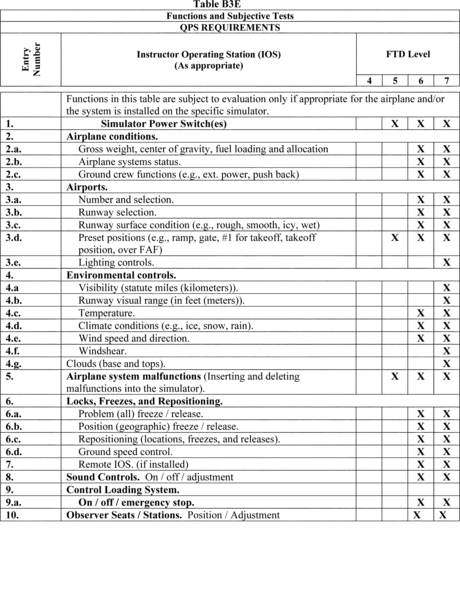 Table B3E
Functions and Subjective Tests
QPS REQUIREMENTS
Entry Number
Instructor Operating Station (IOS)
(As appropriate)
FTD Level
4 5 6 7
Functions in this table are subject to evaluation only if appropriate for the airplane and/or
the system is installed on the specific simulator.
1. Simulator Power Switch(es) X X X
2. Airplane conditions.
2.a. Gross weight, center of gravity, fuel loading and allocation X X
2.b. Airplane systems status. X X
2.c. Ground crew functions (e.g., ext. power, push back) X X
3. Airports.
3.a. Number and selection. X X
3.b. Runway selection. X X
3.c. Runway surface condition (e.g., rough, smooth, icy, wet) X X
3.d. Preset positions (e.g., ramp, gate, #1 for takeoff, takeoff X X X
position, over FAF)
3.e. Lighting controls. X
4. Environmental controls.
4.a Visibility (statute miles (kilometers)). X
4.b. Runway visual range (in feet (meters)). X
4.c. Temperature. X X
4.d. Climate conditions (e.g., ice, snow, rain). X X
4.e. Wind speed and direction. X X
4.f. Windshear. X
4.g. Clouds (base and tops). X
5. Airplane system malfunctions (Inserting and deleting X X X
malfunctions into the simulator).
6. Locks, Freezes, and Repositioning.
6.a. Problem (all) freeze / release. X X
6.b. Position (geographic) freeze / release. X X
6.c. Repositioning (locations, freezes, and releases). X X
6.d. Ground speed control. X X
7. Remote IOS. (if installed) X X
8. Sound Controls. On / off / adjustment X X
9. Control Loading System.
9.a. On / off / emergency stop. X X
10. Observer Seats / Stations. Position / Adjustment X X